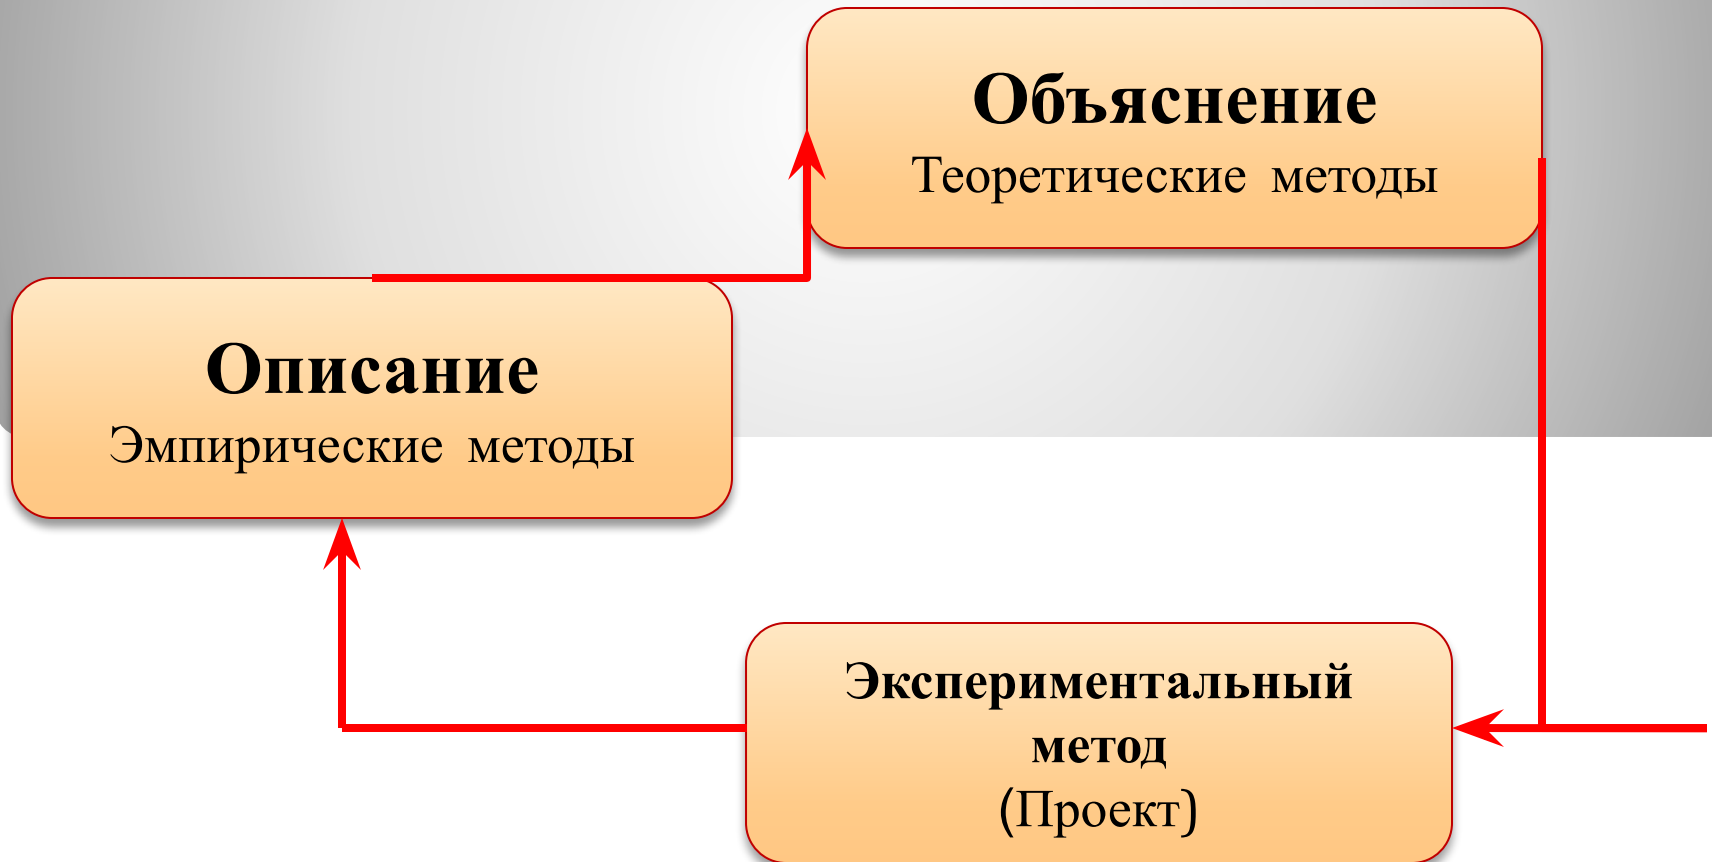 Объяснение
Теоретические методы
Описание
Эмпирические методы
Экспериментальный
метод
(Проект)